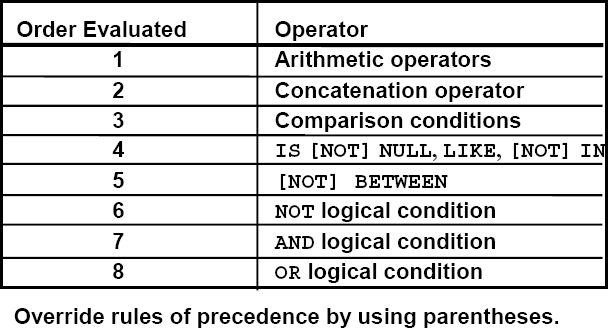 Order Evaluated Operator
1 Arithmetic operators
2 Concatenation operator
3 Comparison conditions
4 IS [NOT] NULL, LIKE, [NOT] IN
5 [NOT] BETWEEN
6 NOT logical condition
7 AND logical condition
8 OR logical condition
Override rules of precedence by using parentheses.